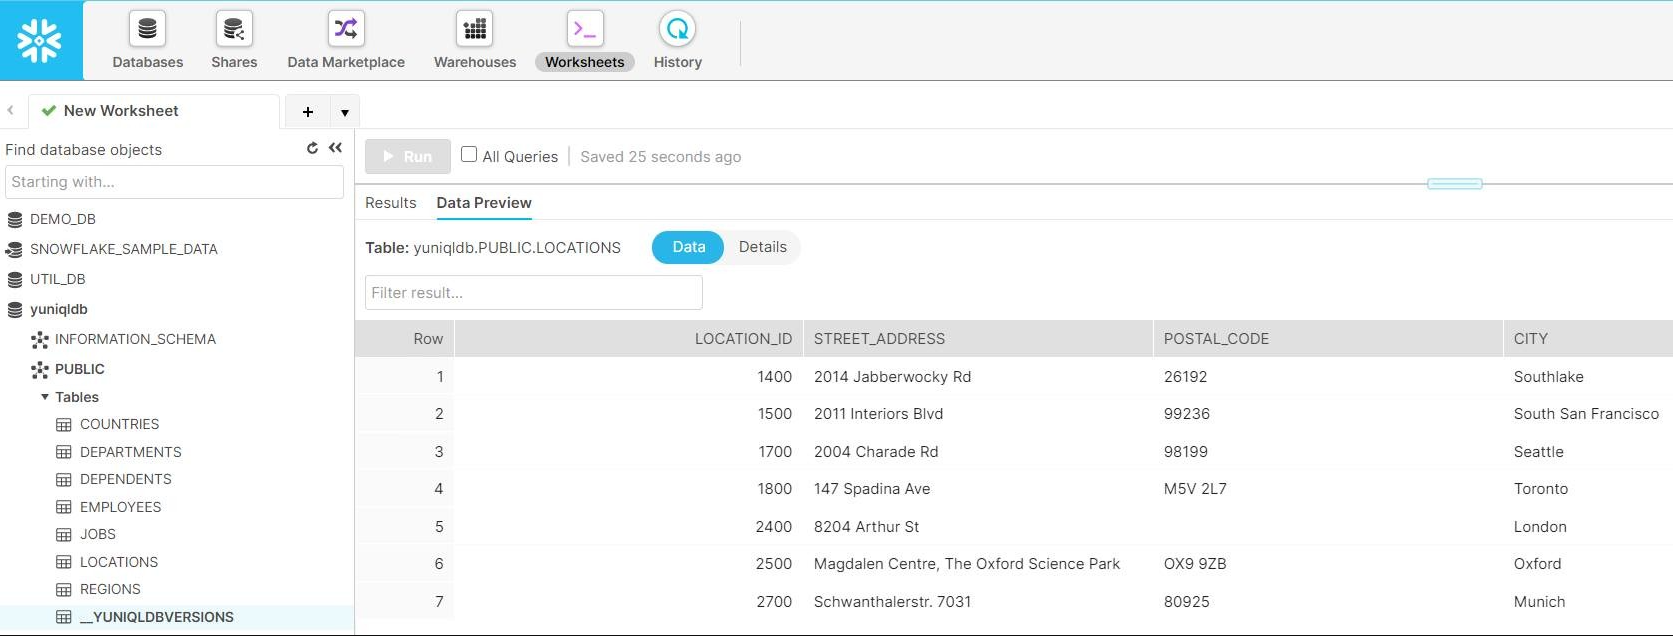 Databases Shares Data Marketplace Warehouses Worksheets History
New Worksheet + ▼
Find database objects
Starting with...
DEMO_DB
SNOWFLAKE_SAMPLE_DATA
UTIL_DB
yuniqldb
INFORMATION_SCHEMA
PUBLIC
Tables
COUNTRIES
DEPARTMENTS
DEPENDENTS
EMPLOYEES
JOBS
LOCATIONS
REGIONS
__YUNIQLDBVERSIONS
Run All Queries Saved 25 seconds ago
Results Data Preview
Table: yuniqldb.PUBLIC.LOCATIONS Data Details
Filter result...
Row LOCATION_ID STREET_ADDRESS POSTAL_CODE CITY
1 1400 2014 Jabberwocky Rd 26192 Southlake
2 1500 2011 Interiors Blvd 99236 South San Francisco
3 1700 2004 Charade Rd 98199 Seattle
4 1800 147 Spadina Ave M5V 2L7 Toronto
5 2400 8204 Arthur St London
6 2500 Magdalen Centre, The Oxford Science Park OX9 9ZB Oxford
7 2700 Schwanthalerstr. 7031 80925 Munich